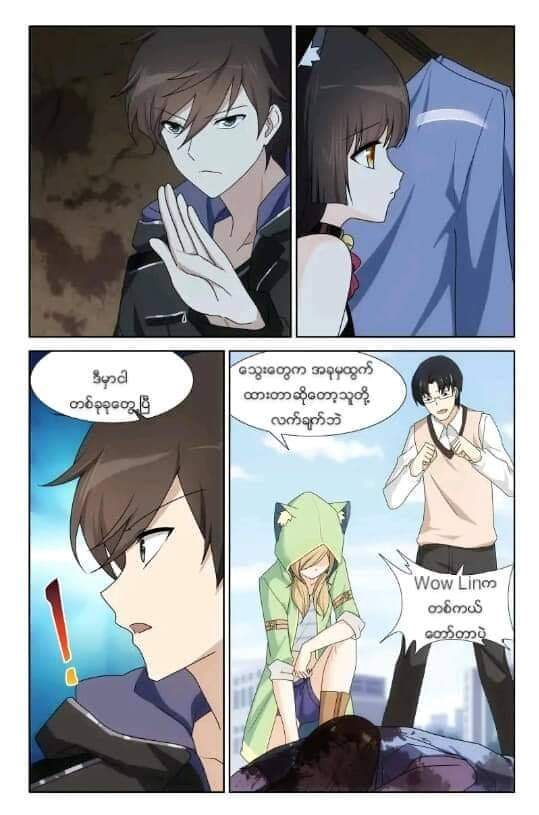 ဒီမှာငါ
တစ်ခုခုတွေ့ပြီ
သွေးတွေက အခုမှထွက်
ထားတာဆိုတော့သူတို့
လက်ချက်ဘဲ
Wow Linက
တစ်ကယ်
တော်တာပဲ